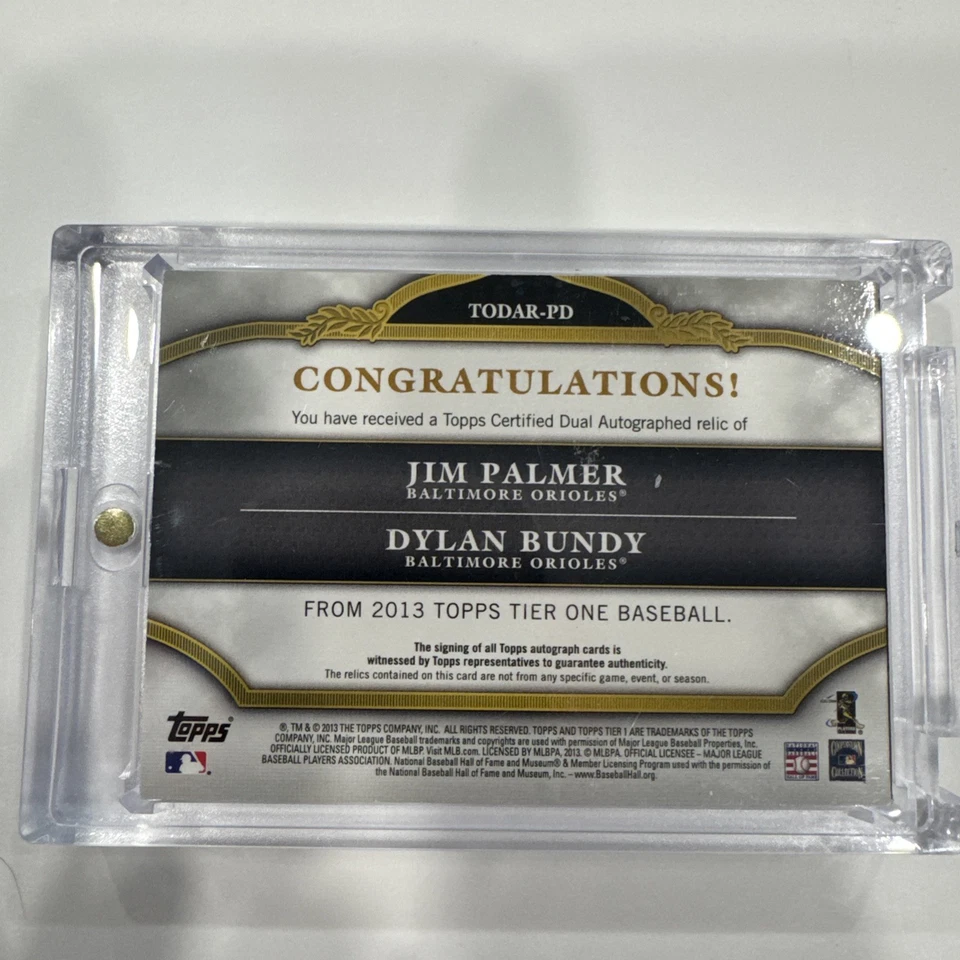 TODAR-PD
CONGRATULATIONS!
You have received a Topps Certified Dual Autographed relic of
JIM PALMER
BALTIMORE ORIOLES®
DYLAN BUNDY
BALTIMORE ORIOLES®
FROM 2013 TOPPS TIER ONE BASEBALL.
The signing of all Topps autograph cards is
witnessed by Topps representatives to guarantee authenticity.
The relics contained on this card are not from any specific game, event, or season.
topps®
®, TM & © 2013 THE TOPPS COMPANY, INC. ALL RIGHTS RESERVED. TOPPS AND TOPPS TIER 1 ARE TRADEMARKS OF THE TOPPS
COMPANY, INC. Major League Baseball trademarks and copyrights are used with permission of Major League Baseball Properties, Inc.
OFFICIALLY LICENSED PRODUCT OF MLBP. Visit MLB.com. LICENSED BY MLBPA, 2013. © MLBPA, OFFICIAL LICENSEE – MAJOR LEAGUE
BASEBALL PLAYERS ASSOCIATION. National Baseball Hall of Fame and Museum® & Member Licensing Program used with the permission of
the National Baseball Hall of Fame and Museum, Inc. – www.BaseballHall.org.
COOPERSTOWN
COLLECTION